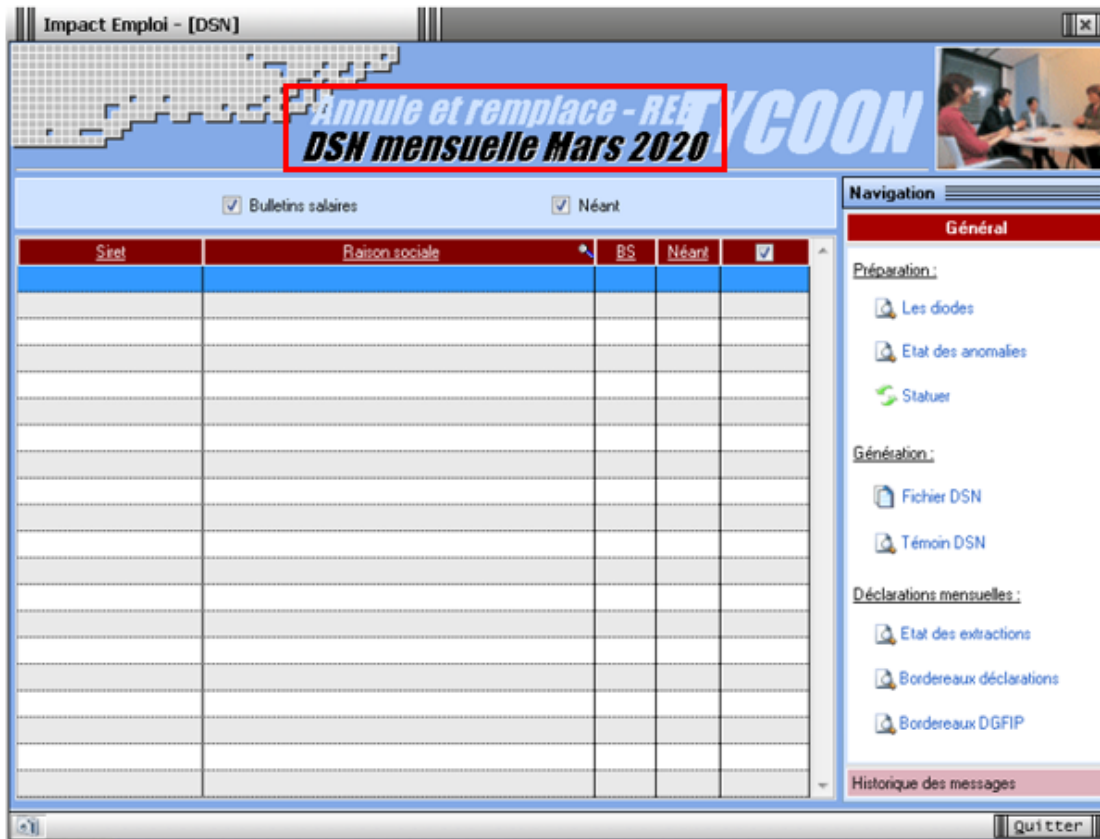 Impact Emploi - [DSN]
Annule et remplace - REE
TYCOON
DSN mensuelle Mars 2020
Bulletins salaires
Néant
Navigation
Général
Siret
Raison sociale
BS
Néant
Préparation :
Les diodes
Etat des anomalies
Statuer
Génération :
Fichier DSN
Témoin DSN
Déclarations mensuelles :
Etat des extractions
Bordereaux déclarations
Bordereaux DGFIP
Historique des messages
Quitter